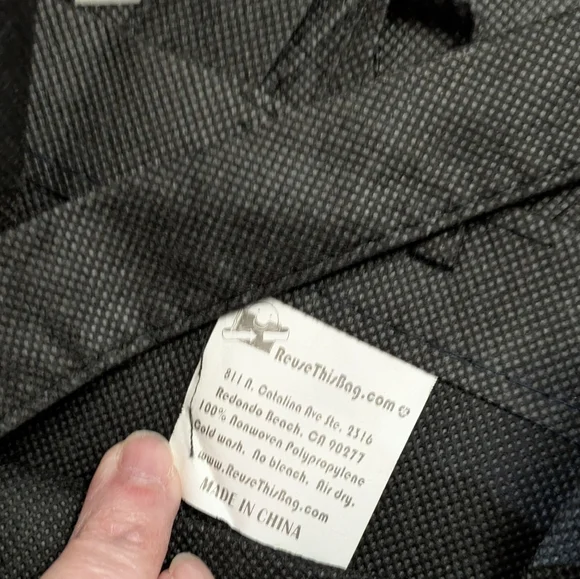 ReuseThisBag.com
811 N. Catalina Ave Ste. 2316
Redondo Beach, CA 90277
100% Nonwoven Polypropylene
Cold wash. No bleach. Air dry.
www.ReuseThisBag.com
MADE IN CHINA